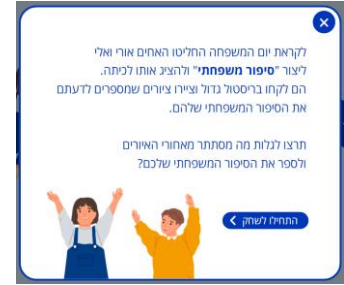 לקראת יום המשפחה החליטו האחים אורי ואלי
ליצור "סיפור משפחתי" ולהציג אותו לכיתה.
הם לקחו בריסטול גדול וציירו ציורים שמספרים לדעתם
את הסיפור המשפחתי שלהם.
תרצו לגלות מה מסתתר מאחורי האיורים
ולספר את הסיפור המשפחתי שלכם?
התחילו לשחק